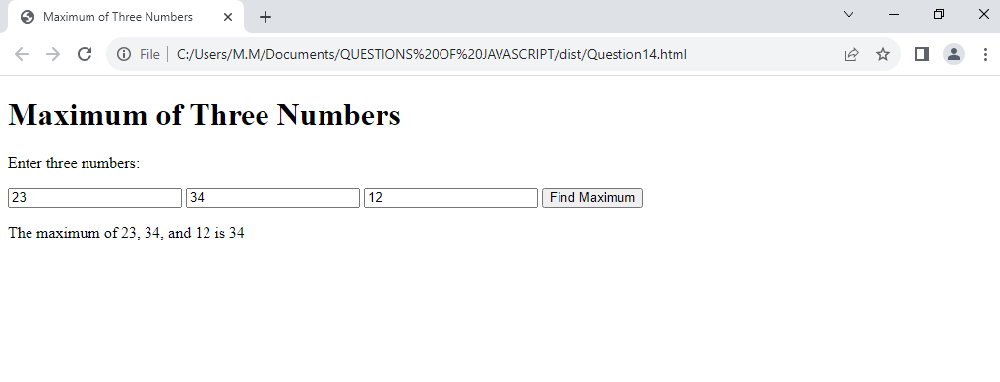 Maximum of Three Numbers
File | C:/Users/M.M/Documents/QUESTIONS%20OF%20JAVASCRIPT/dist/Question14.html
Maximum of Three Numbers
Enter three numbers:
23 34 12 Find Maximum
The maximum of 23, 34, and 12 is 34